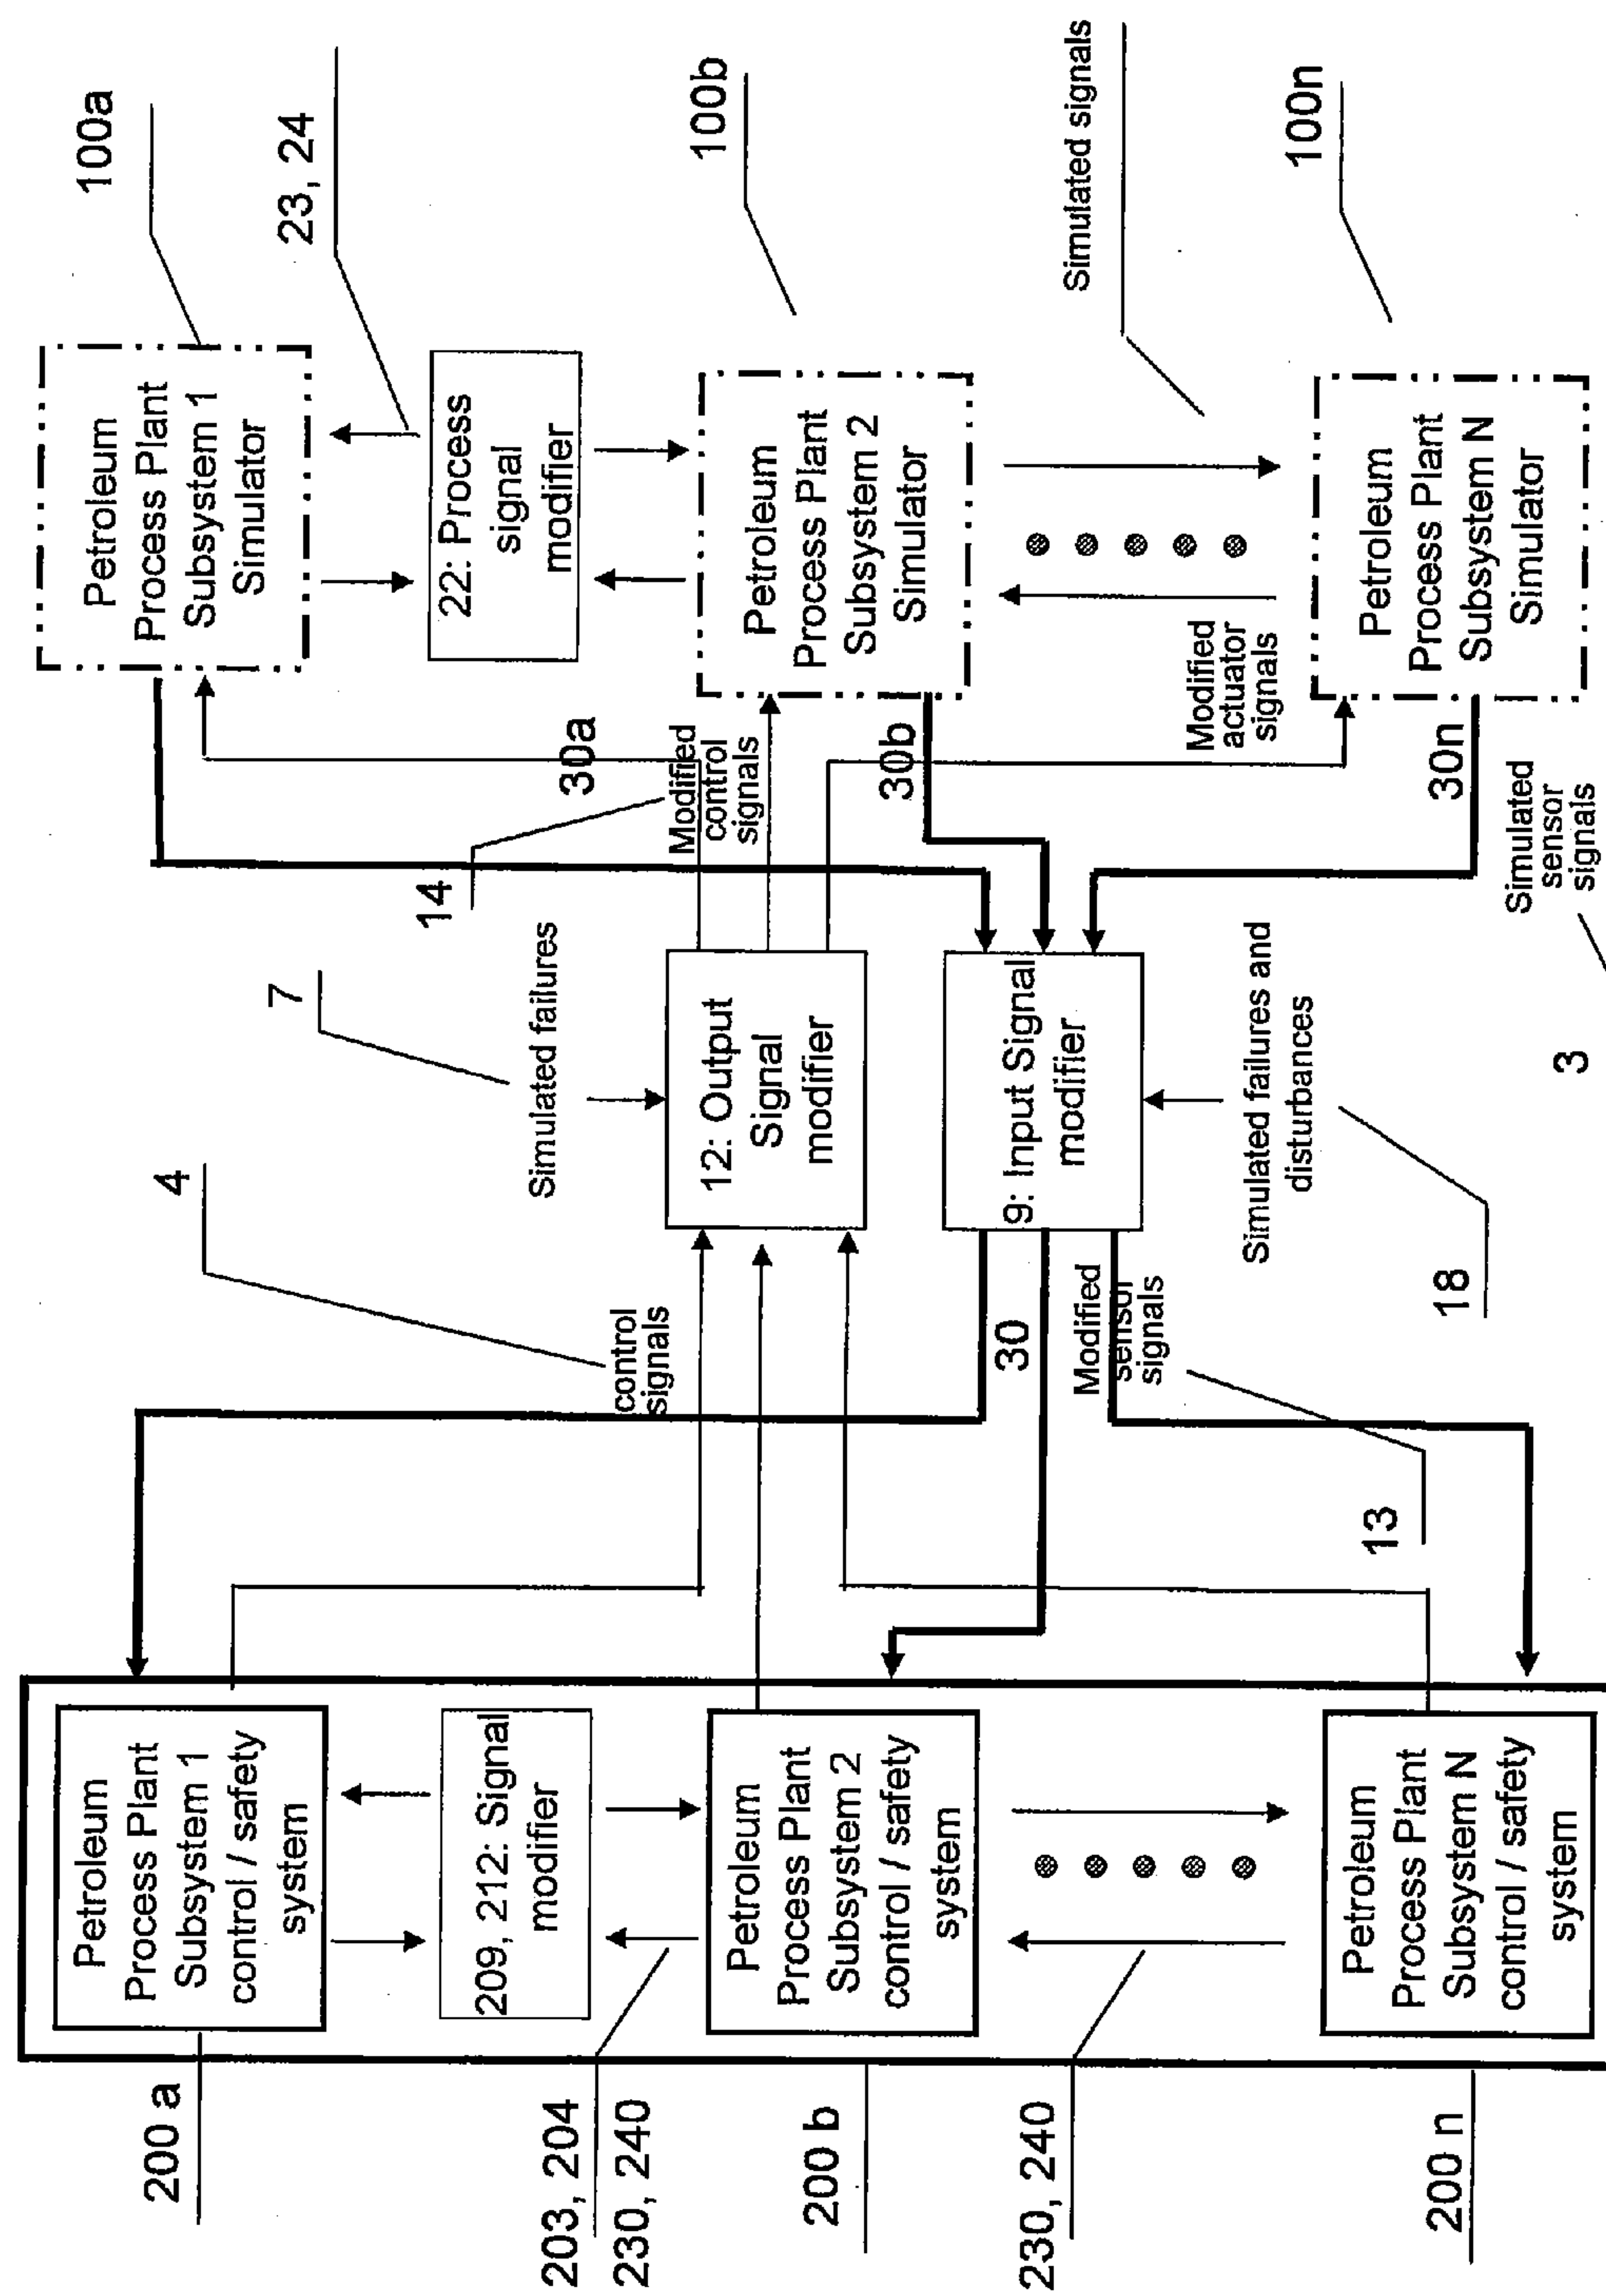 200 a
Petroleum
Process Plant
Subsystem 1
control / safety
system
203, 204
230, 240
209, 212: Signal
modifier
200 b
Petroleum
Process Plant
Subsystem 2
control / safety
system
230, 240
200 n
Petroleum
Process Plant
Subsystem N
control / safety
system
4
control
signals
30
Modified
sensor
signals
13
7
Simulated failures
12: Output
Signal
modifier
9: Input Signal
modifier
Simulated failures and
disturbances
18
14
Modified
control
signals
30a
30b
Modified
actuator
signals
30n
Simulated
sensor
signals
3
100a
Petroleum
Process Plant
Subsystem 1
Simulator
23, 24
22: Process
signal
modifier
100b
Petroleum
Process Plant
Subsystem 2
Simulator
Simulated signals
100n
Petroleum
Process Plant
Subsystem N
Simulator